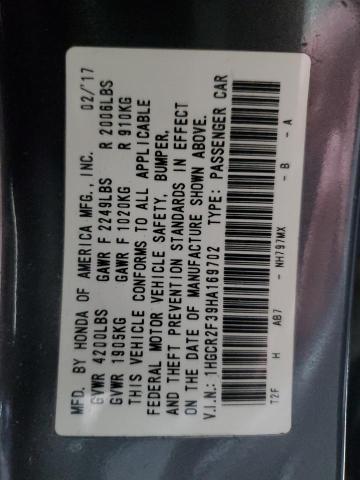 MFD. BY HONDA OF AMERICA MFG., INC. 02/'17
GVWR 4200LBS GAWR F 2249LBS R 2006LBS
GVWR 1905KG GAWR F 1020KG R 910KG
THIS VEHICLE CONFORMS TO ALL APPLICABLE
FEDERAL MOTOR VEHICLE SAFETY, BUMPER,
AND THEFT PREVENTION STANDARDS IN EFFECT
ON THE DATE OF MANUFACTURE SHOWN ABOVE.
V.I.N.: 1HGCR2F39HA169702 TYPE: PASSENGER CAR
T2F H AB7 - NH797MX - B - A